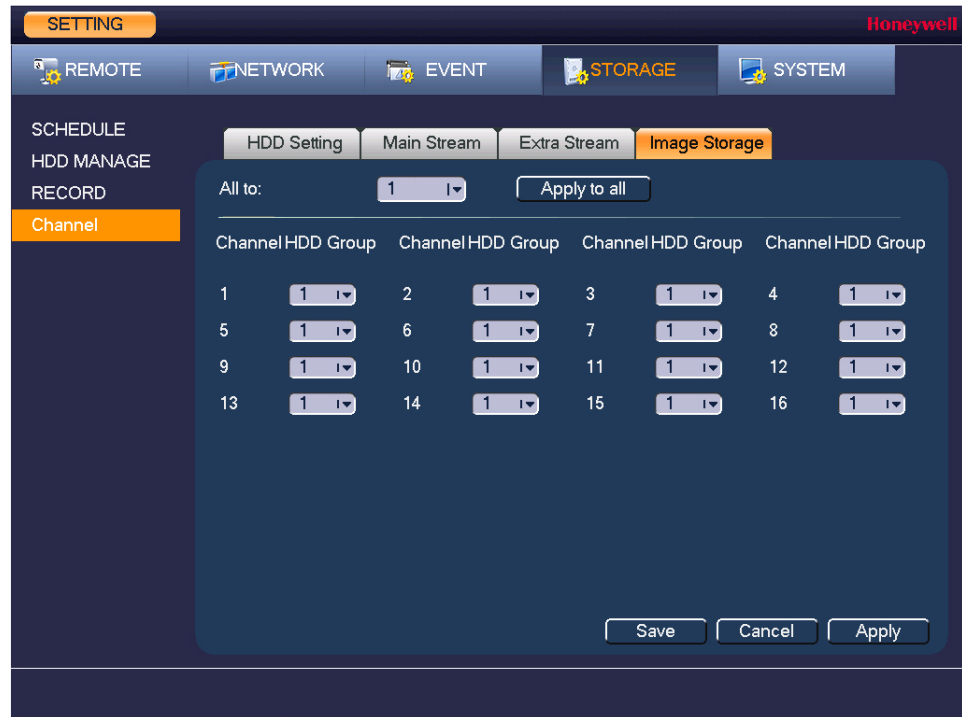 SETTING
Honeywell
REMOTE NETWORK EVENT STORAGE SYSTEM
SCHEDULE
HDD MANAGE
RECORD
Channel
HDD Setting Main Stream Extra Stream Image Storage
All to: 1 Apply to all
Channel HDD Group Channel HDD Group Channel HDD Group Channel HDD Group
1 1 2 1 3 1 4 1
5 1 6 1 7 1 8 1
9 1 10 1 11 1 12 1
13 1 14 1 15 1 16 1
Save Cancel Apply